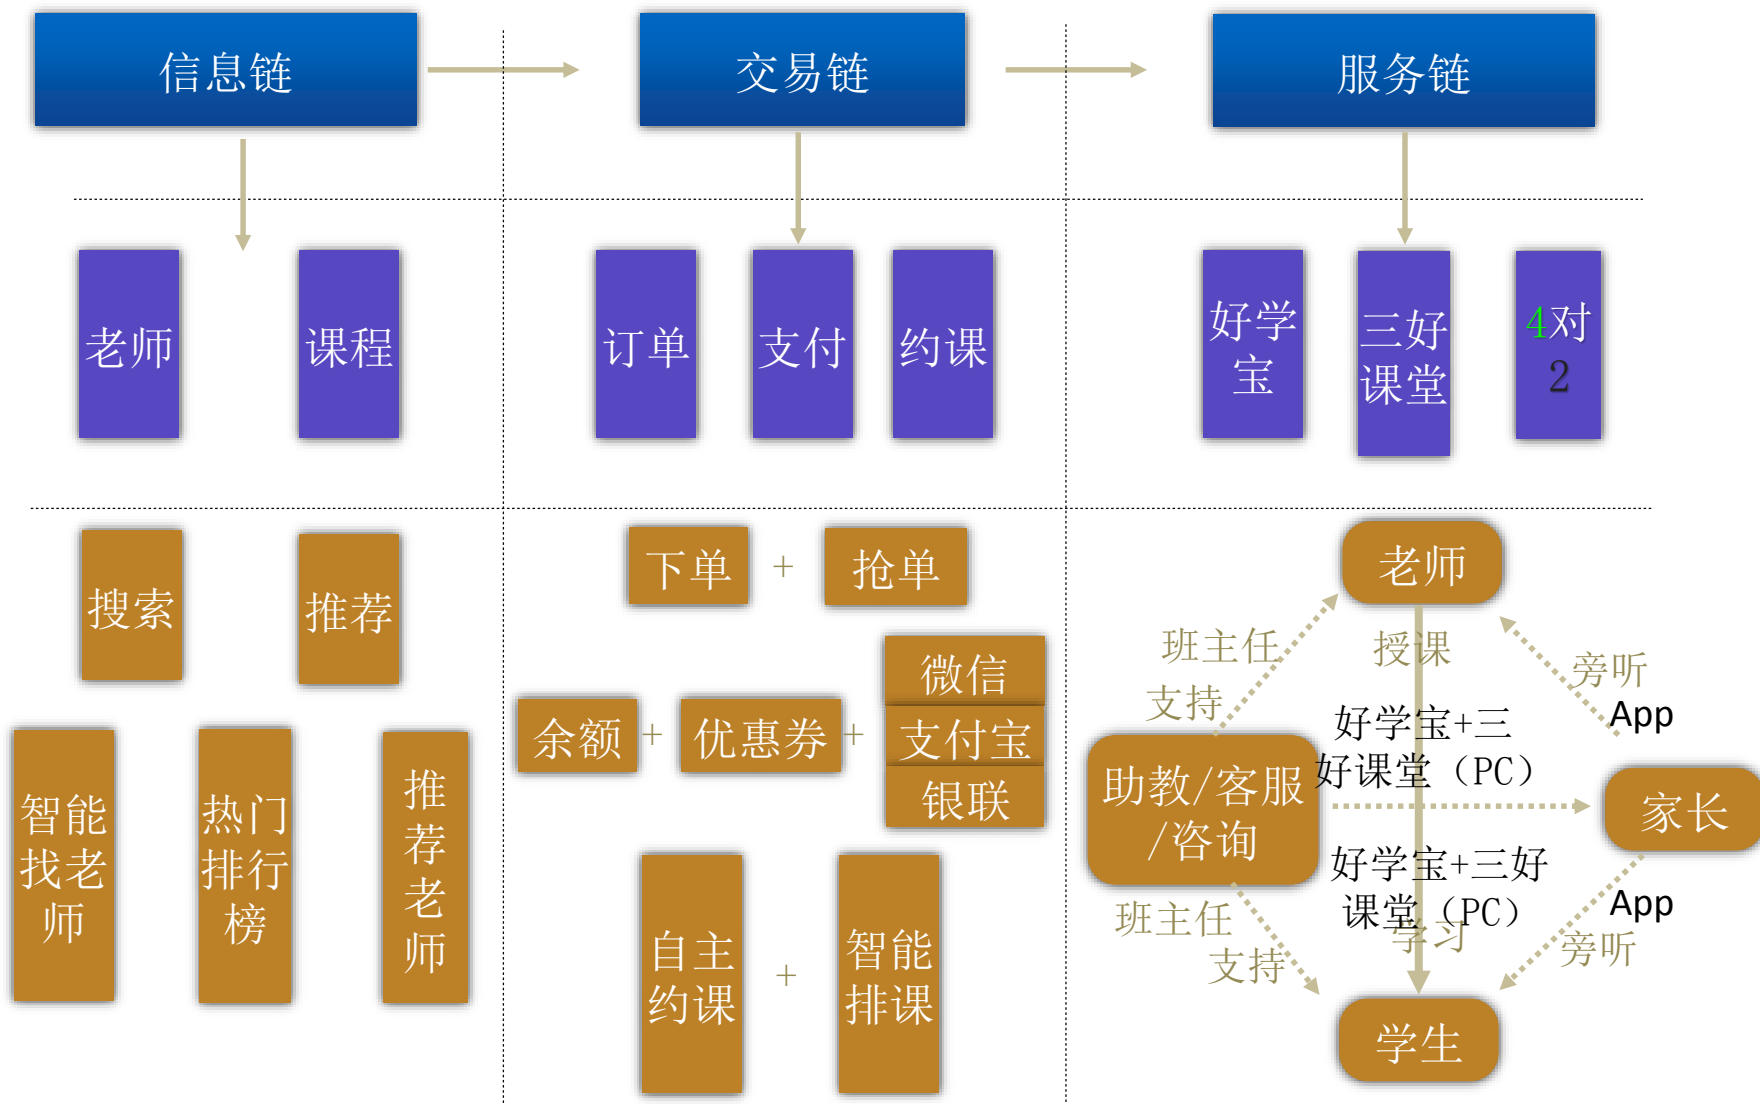 信息链
交易链
服务链
老师
课程
订单
支付
约课
好学
宝
三好
课堂
4对
2
搜索
推荐
智能
找老
师
热门
排行
榜
推
荐
老
师
下单
+
抢单
余额
+
优惠券
+
微信
支付宝
银联
自主
约课
+
智能
排课
老师
班主任
支持
授课
旁听
App
好学宝+三
好课堂（PC）
助教/客服
/咨询
家长
好学宝+三好
课堂（PC）
学习
班主任
支持
App
旁听
学生